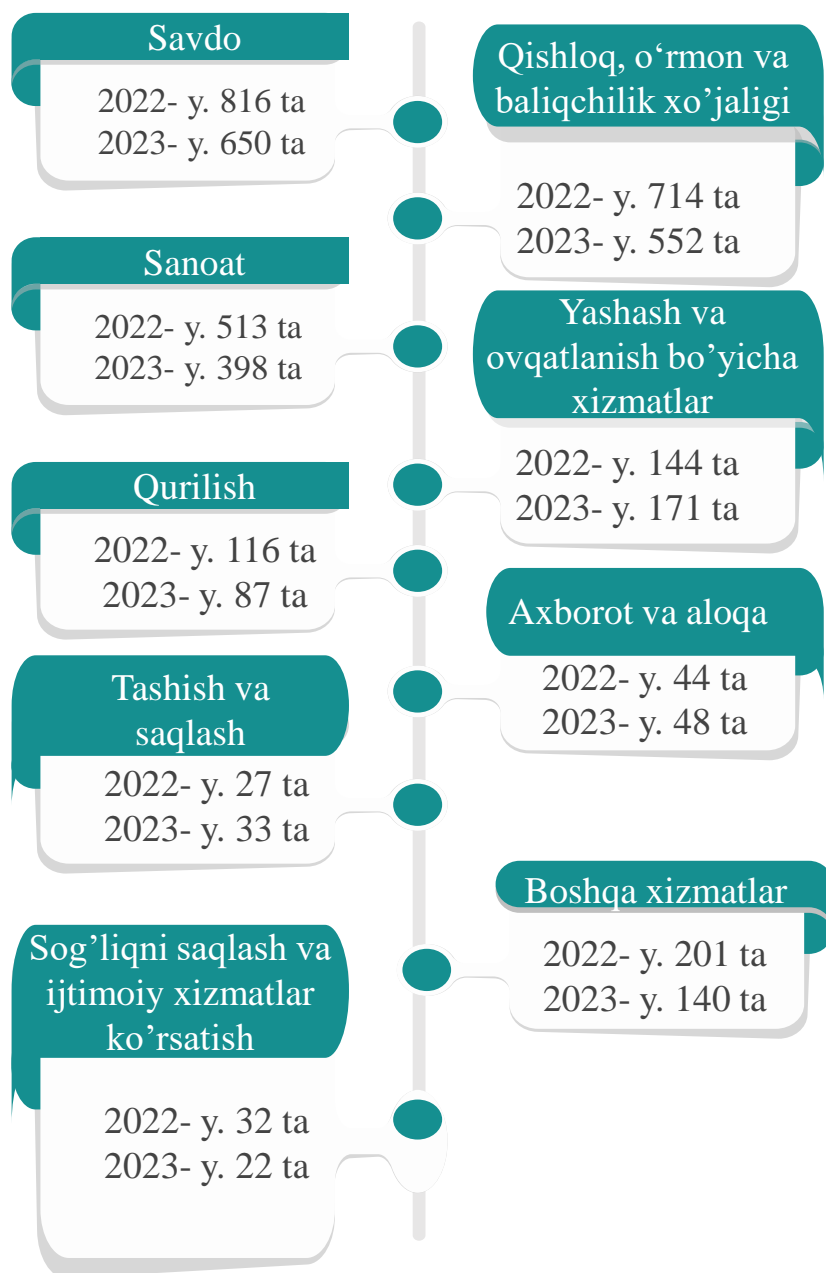 Savdo
2022- y. 816 ta
2023- y. 650 ta
Qishloq, o‘rmon va
baliqchilik xo’jaligi
2022- y. 714 ta
2023- y. 552 ta
Sanoat
2022- y. 513 ta
2023- y. 398 ta
Yashash va
ovqatlanish bo’yicha
xizmatlar
2022- y. 144 ta
2023- y. 171 ta
Qurilish
2022- y. 116 ta
2023- y. 87 ta
Axborot va aloqa
2022- y. 44 ta
2023- y. 48 ta
Tashish va
saqlash
2022- y. 27 ta
2023- y. 33 ta
Boshqa xizmatlar
2022- y. 201 ta
2023- y. 140 ta
Sog’liqni saqlash va
ijtimoiy xizmatlar
ko’rsatish
2022- y. 32 ta
2023- y. 22 ta